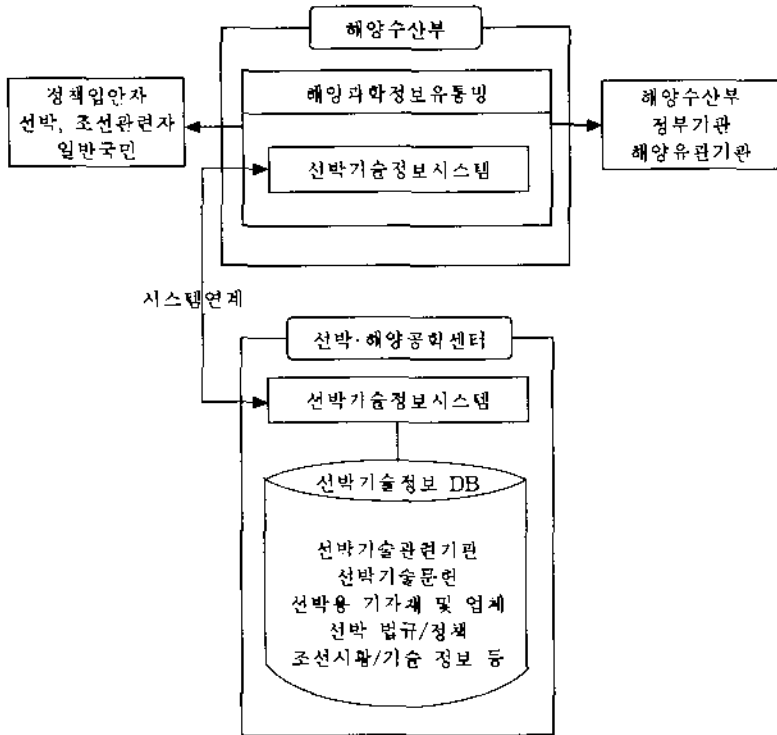 해양수산부
정책입안자
선박, 조선관련자
일반국민
해양과학정보유통망
해양수산부
정부기관
해양유관기관
선박기술정보시스템
시스템연계
선박·해양공학센터
선박기술정보시스템
선박기술정보 DB
선박기술관련기관
선박기술문헌
선박용 기자재 및 업체
선박 법규/정책
조선시황/기술 정보 등